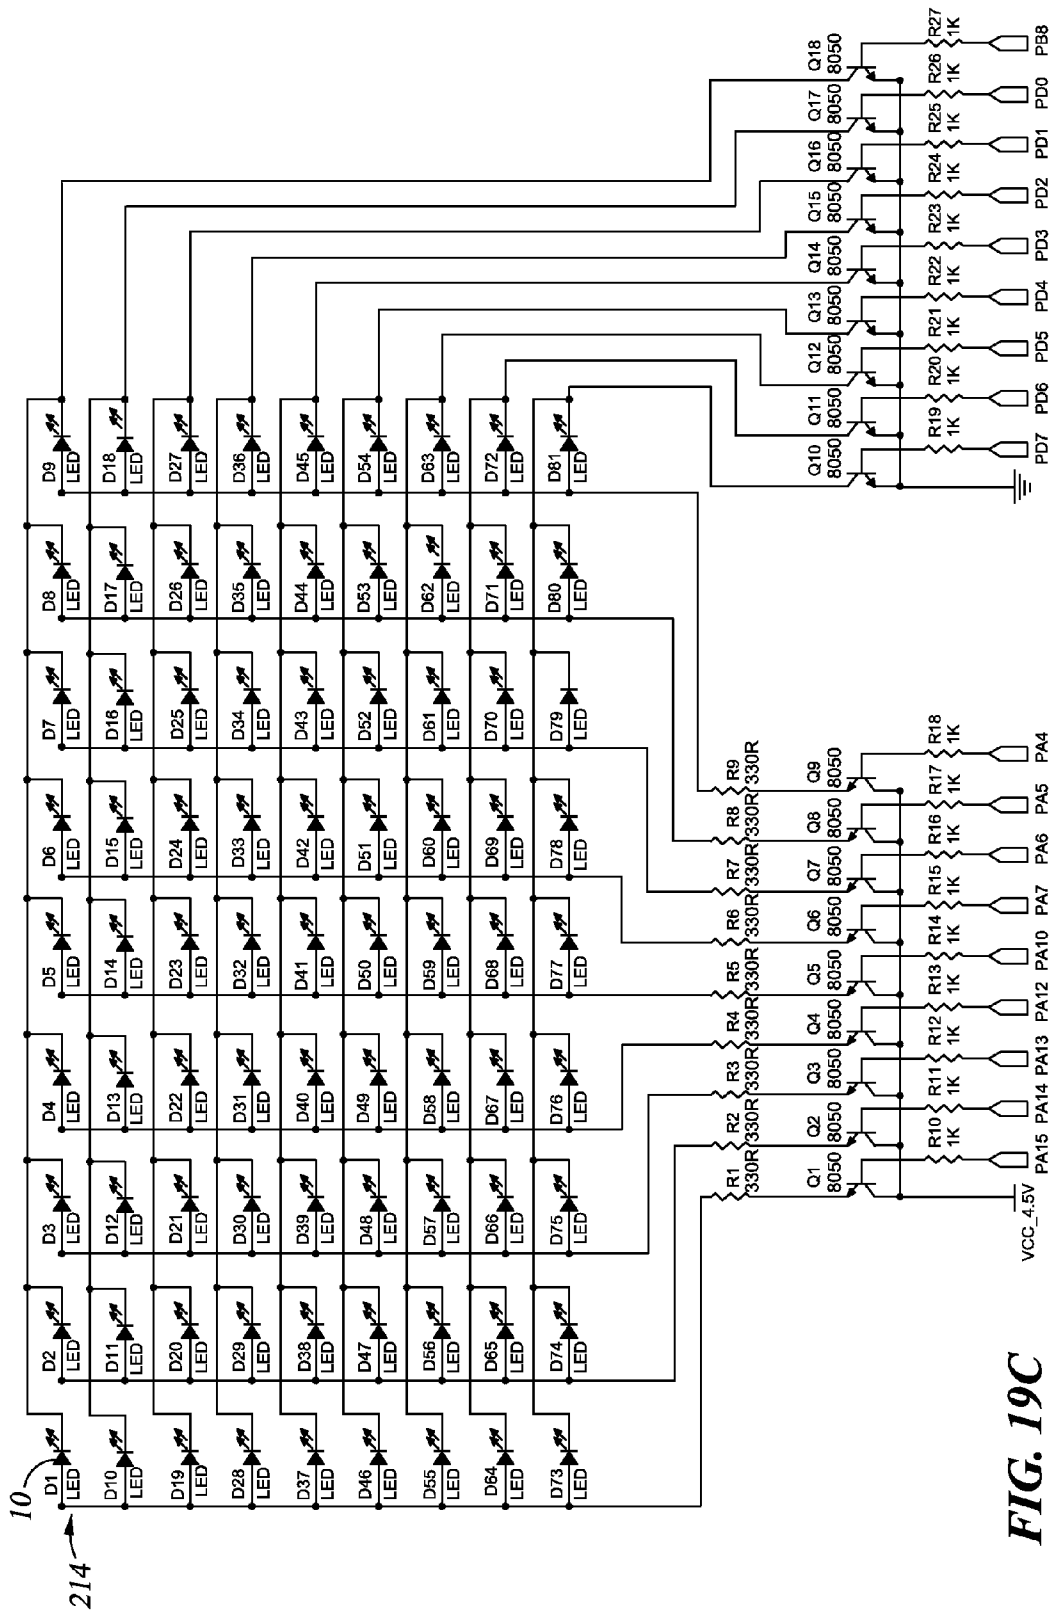 10
214
D1 LED
D2 LED
D3 LED
D4 LED
D5 LED
D6 LED
D7 LED
D8 LED
D9 LED
D10 LED
D11 LED
D12 LED
D13 LED
D14 LED
D15 LED
D16 LED
D17 LED
D18 LED
D19 LED
D20 LED
D21 LED
D22 LED
D23 LED
D24 LED
D25 LED
D26 LED
D27 LED
D28 LED
D29 LED
D30 LED
D31 LED
D32 LED
D33 LED
D34 LED
D35 LED
D36 LED
D37 LED
D38 LED
D39 LED
D40 LED
D41 LED
D42 LED
D43 LED
D44 LED
D45 LED
D46 LED
D47 LED
D48 LED
D49 LED
D50 LED
D51 LED
D52 LED
D53 LED
D54 LED
D55 LED
D56 LED
D57 LED
D58 LED
D59 LED
D60 LED
D61 LED
D62 LED
D63 LED
D64 LED
D65 LED
D66 LED
D67 LED
D68 LED
D69 LED
D70 LED
D71 LED
D72 LED
D73 LED
D74 LED
D75 LED
D76 LED
D77 LED
D78 LED
D79 LED
D80 LED
D81 LED
R1 330R
R2 330R
R3 330R
R4 330R
R5 330R
R6 330R
R7 330R
R8 330R
R9 330R
Q1 8050
Q2 8050
Q3 8050
Q4 8050
Q5 8050
Q6 8050
Q7 8050
Q8 8050
Q9 8050
R10 1K
R11 1K
R12 1K
R13 1K
R14 1K
R15 1K
R16 1K
R17 1K
R18 1K
VCC_4.5V
PA15
PA14
PA13
PA12
PA10
PA7
PA6
PA5
PA4
Q10 8050
Q11 8050
Q12 8050
Q13 8050
Q14 8050
Q15 8050
Q16 8050
Q17 8050
Q18 8050
R19 1K
R20 1K
R21 1K
R22 1K
R23 1K
R24 1K
R25 1K
R26 1K
R27 1K
PD7
PD6
PD5
PD4
PD3
PD2
PD1
PD0
PB8
FIG. 19C